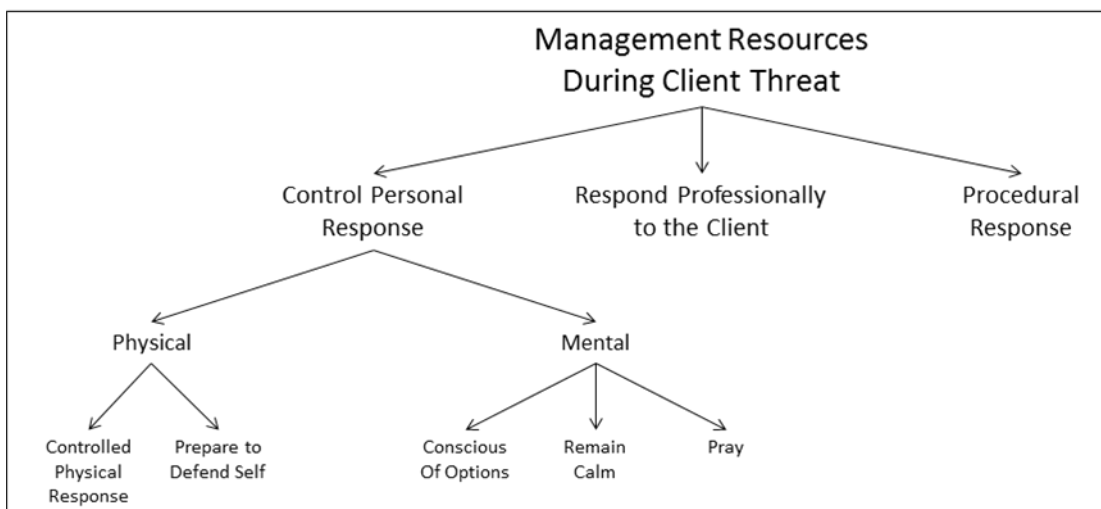 Management Resources
During Client Threat
Control Personal
Response
Respond Professionally
to the Client
Procedural
Response
Physical
Mental
Controlled
Physical
Response
Prepare to
Defend Self
Conscious
Of Options
Remain
Calm
Pray